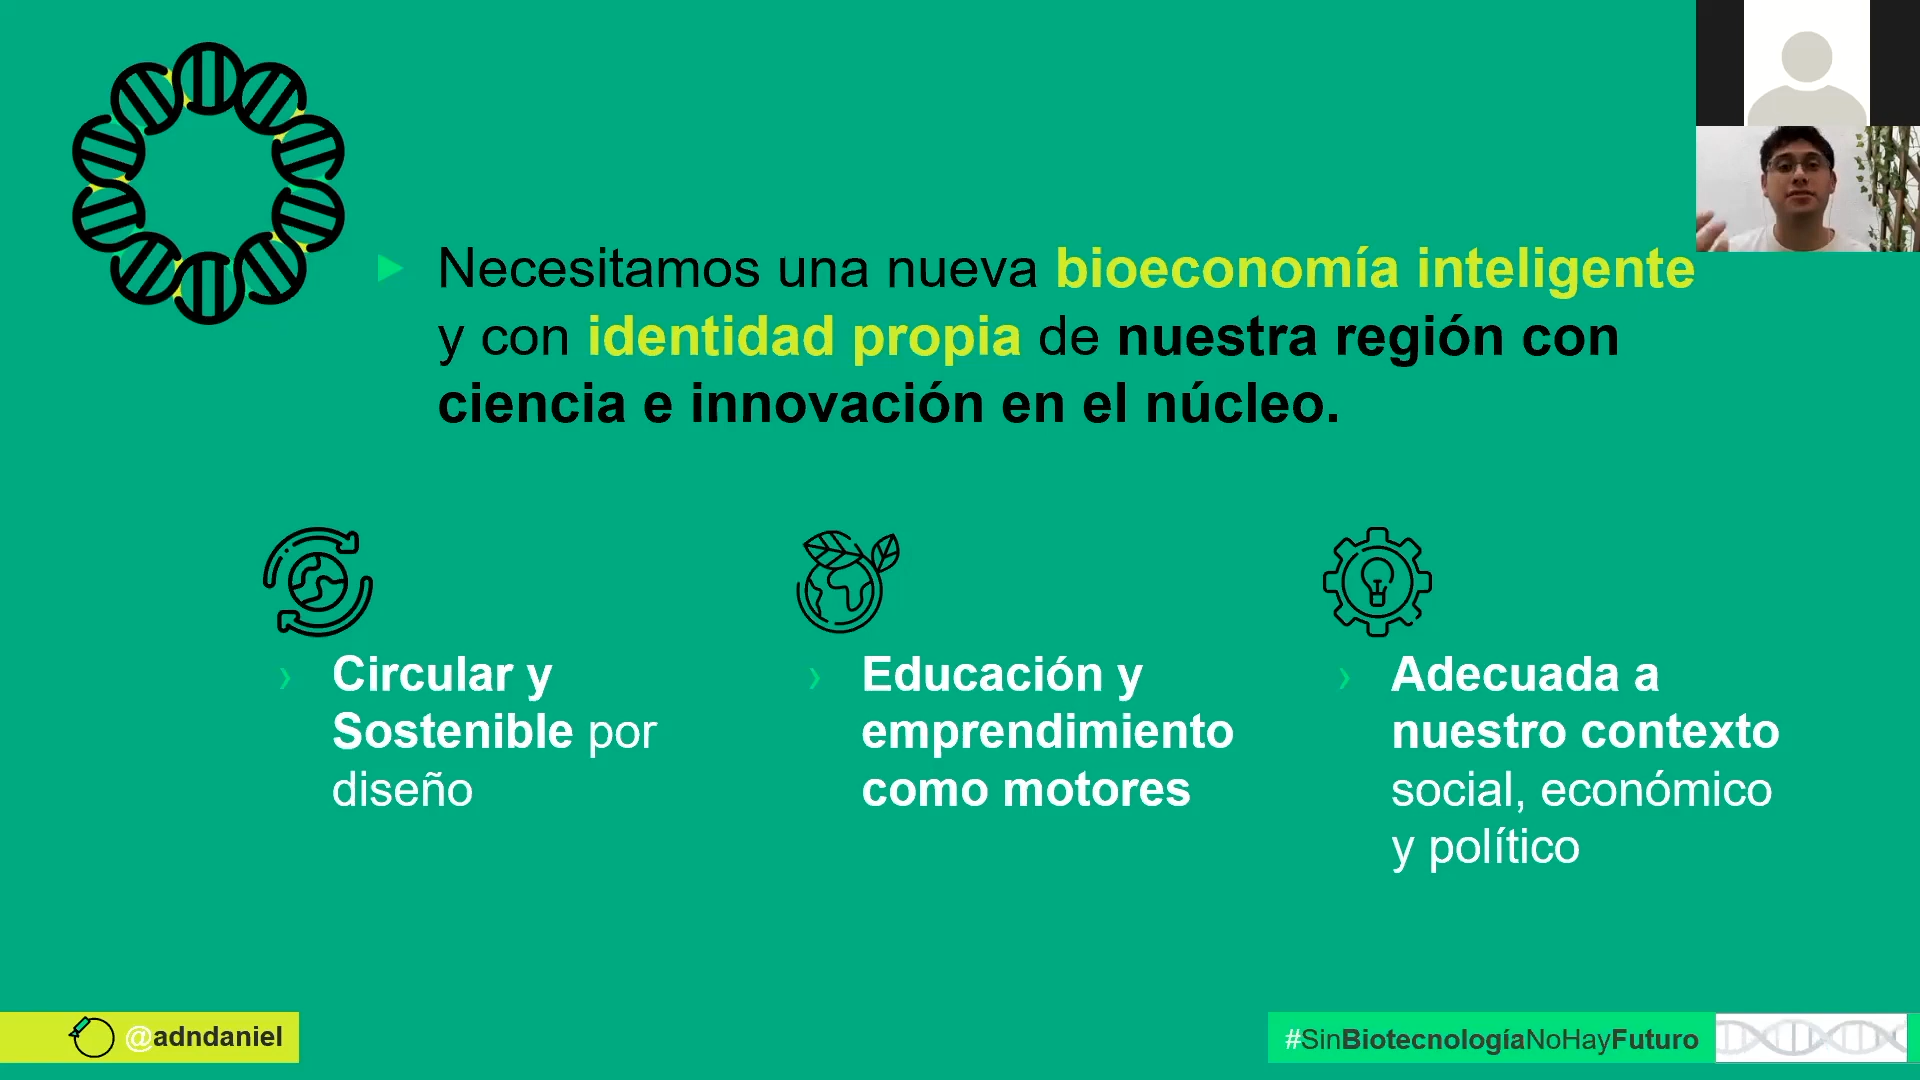 Necesitamos una nueva bioeconomía inteligente
y con identidad propia de nuestra región con
ciencia e innovación en el núcleo.
Circular y
Sostenible por
diseño
Educación y
emprendimiento
como motores
Adecuada a
nuestro contexto
social, económico
y político
@adndaniel
#SinBiotecnologíaNoHayFuturo